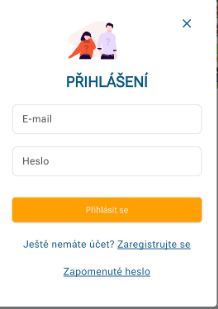 PŘIHLÁŠENÍ
E-mail
Heslo
Přihlásit se
Ještě nemáte účet? Zaregistrujte se
Zapomenuté heslo